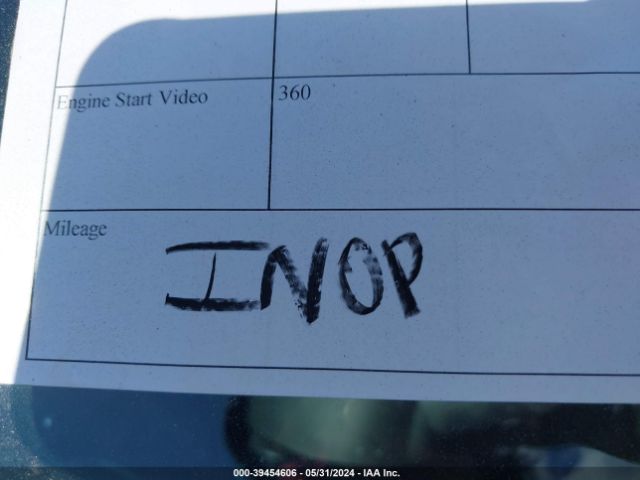 Engine Start Video
360
Mileage
INOP
000-39454606 - 05/31/2024 - IAA Inc.